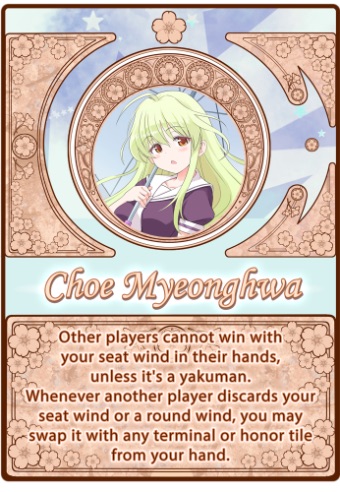 Choe Myeonghwa
Other players cannot win with
your seat wind in their hands,
unless it's a yakuman.
Whenever another player discards your
seat wind or a round wind, you may
swap it with any terminal or honor tile
from your hand.